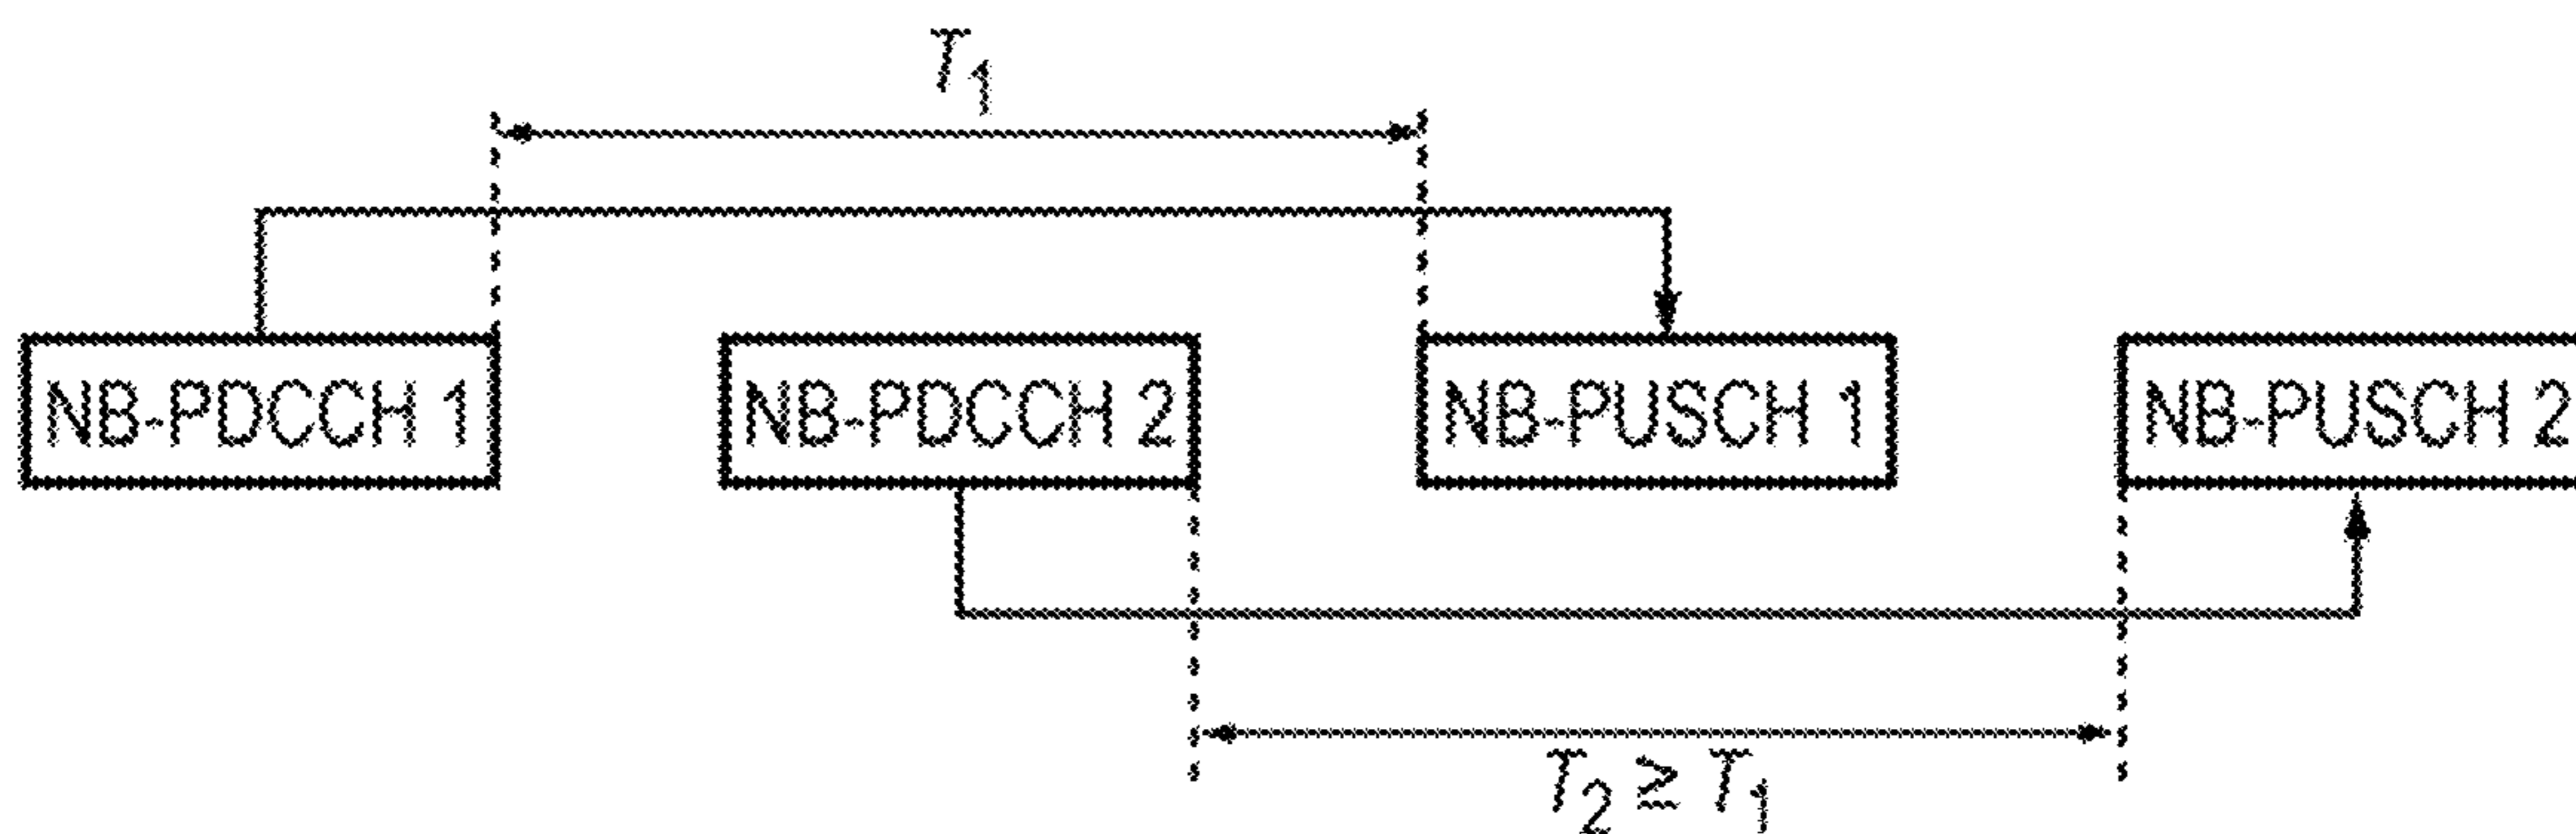 T1
NB-PDCCH 1
NB-PDCCH 2
NB-PUSCH 1
NB-PUSCH 2
T2 ≥ T1